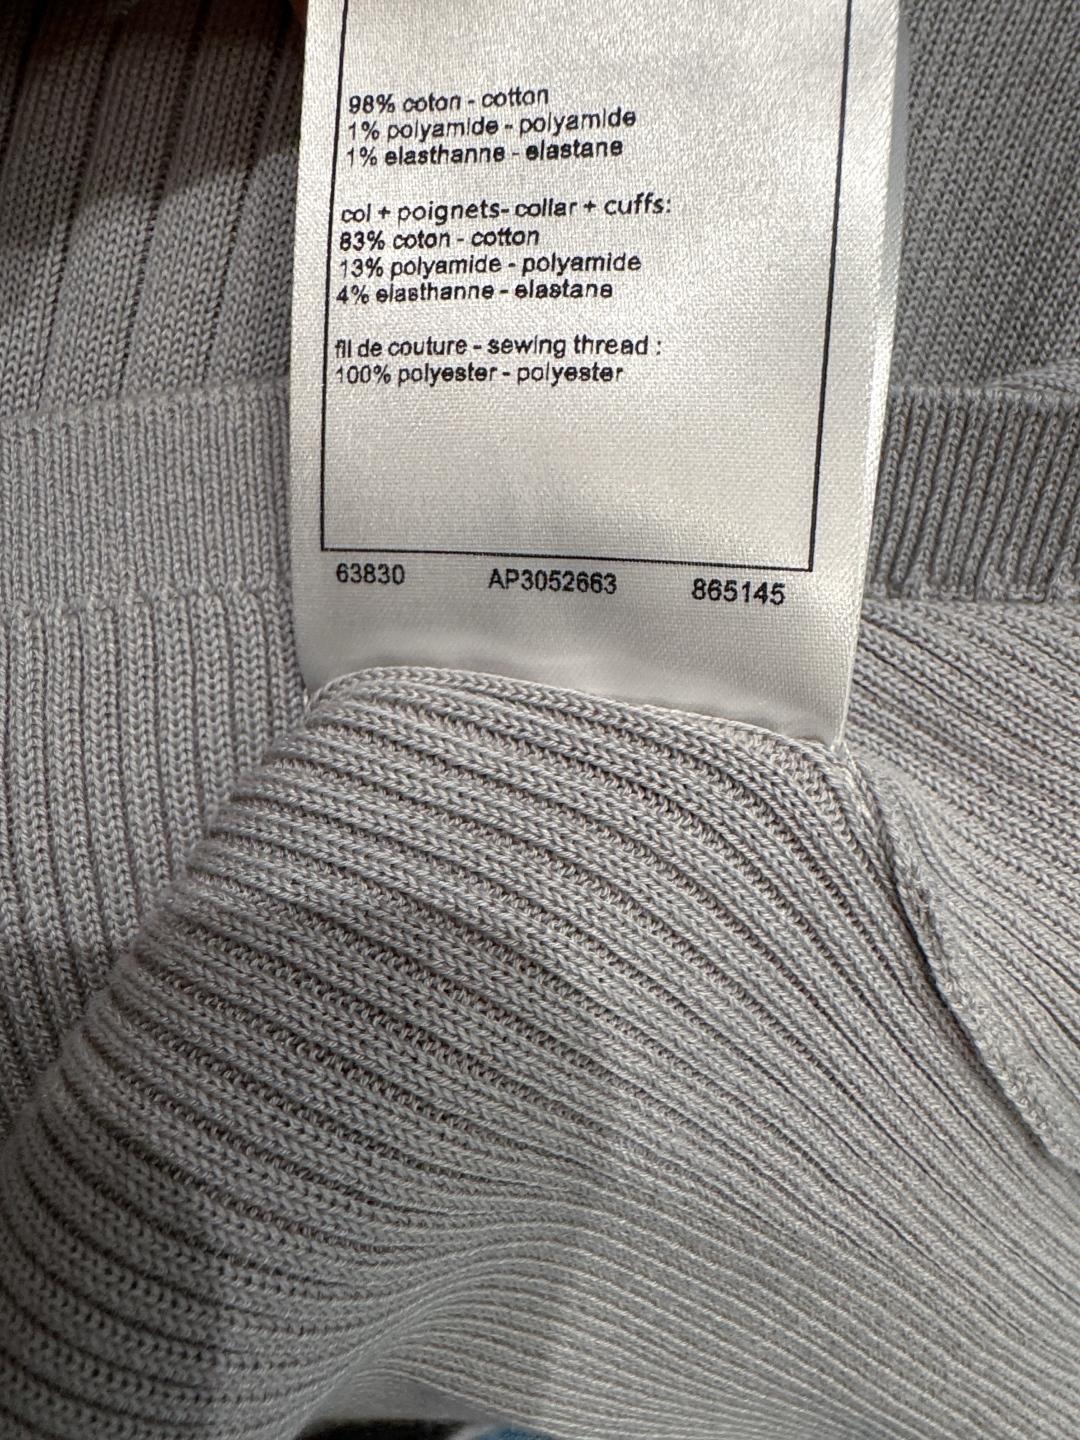 98% coton - cotton
1% polyamide - polyamide
1% elasthanne - elastane
col + poignets- collar + cuffs:
83% coton - cotton
13% polyamide - polyamide
4% elasthanne - elastane
fil de couture - sewing thread :
100% polyester - polyester
63830 AP3052663 865145